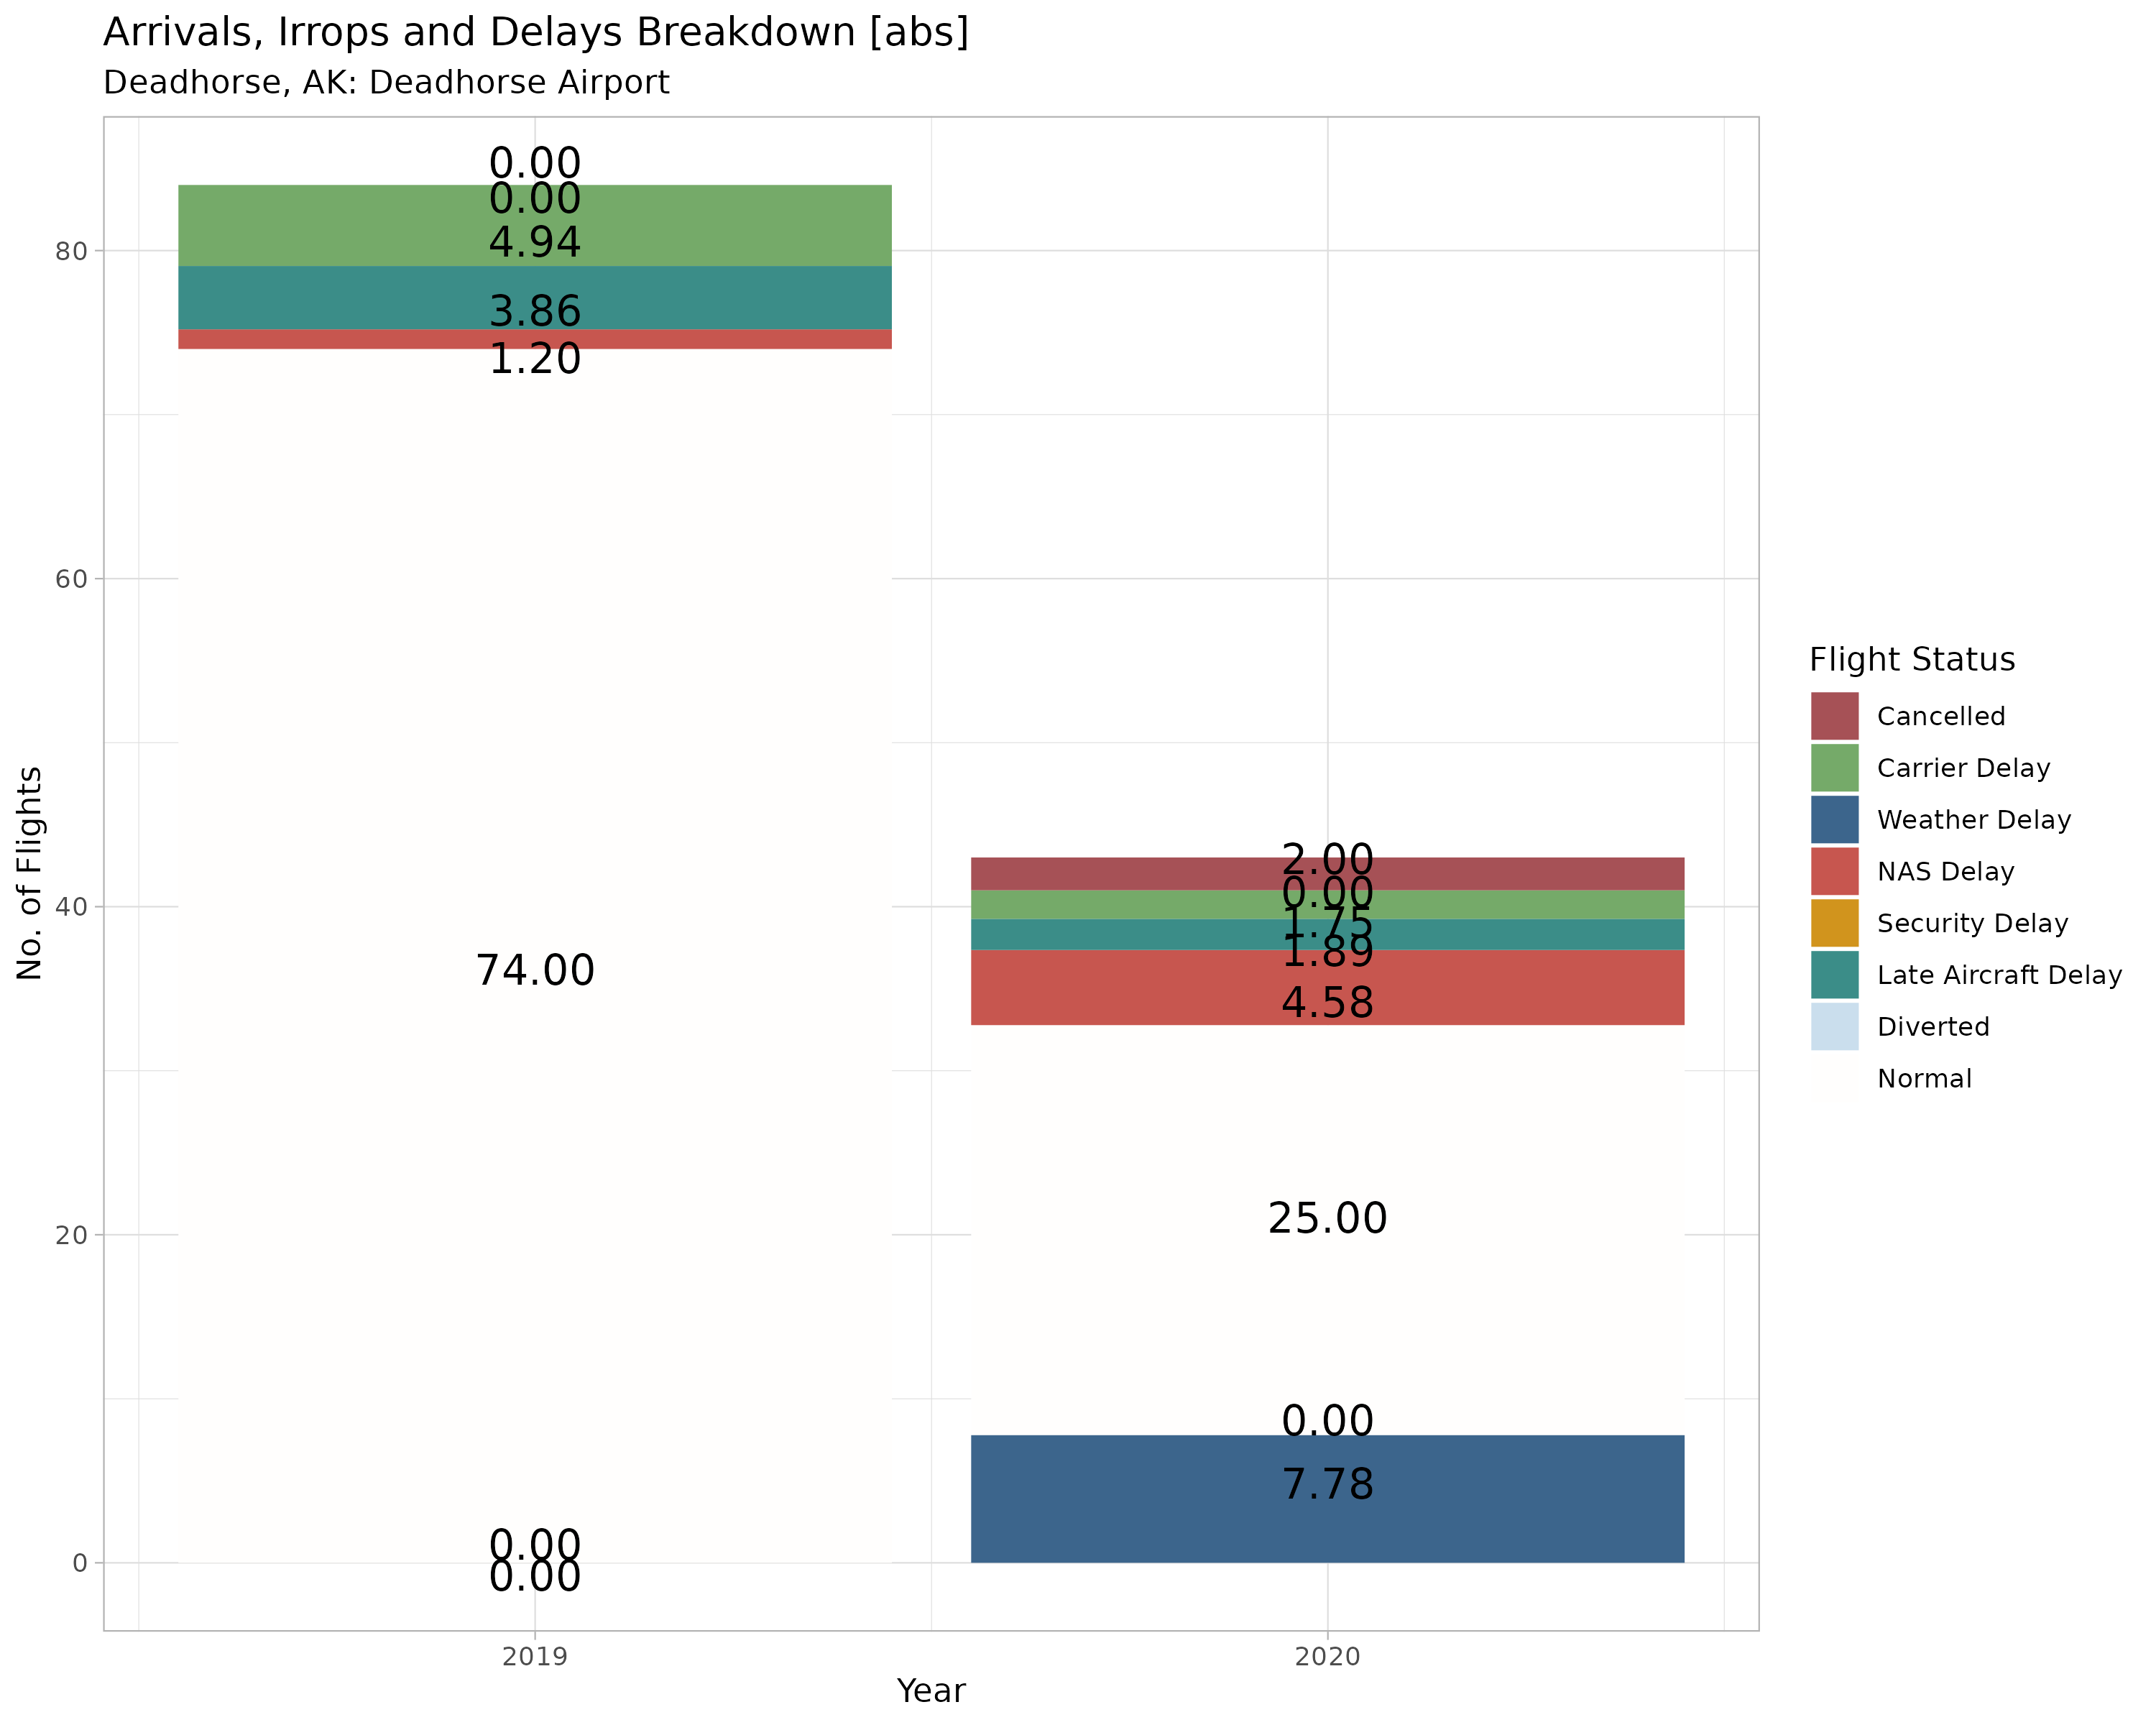 Arrivals, Irrops and Delays Breakdown [abs]
Deadhorse, AK: Deadhorse Airport
0.00
0.00
4.94
3.86
1.20
74.00
0.00
0.00
2.00
0.00
1.75
1.89
4.58
25.00
0.00
7.78
80
60
40
20
0
No. of Flights
2019
2020
Year
Flight Status
Cancelled
Carrier Delay
Weather Delay
NAS Delay
Security Delay
Late Aircraft Delay
Diverted
Normal